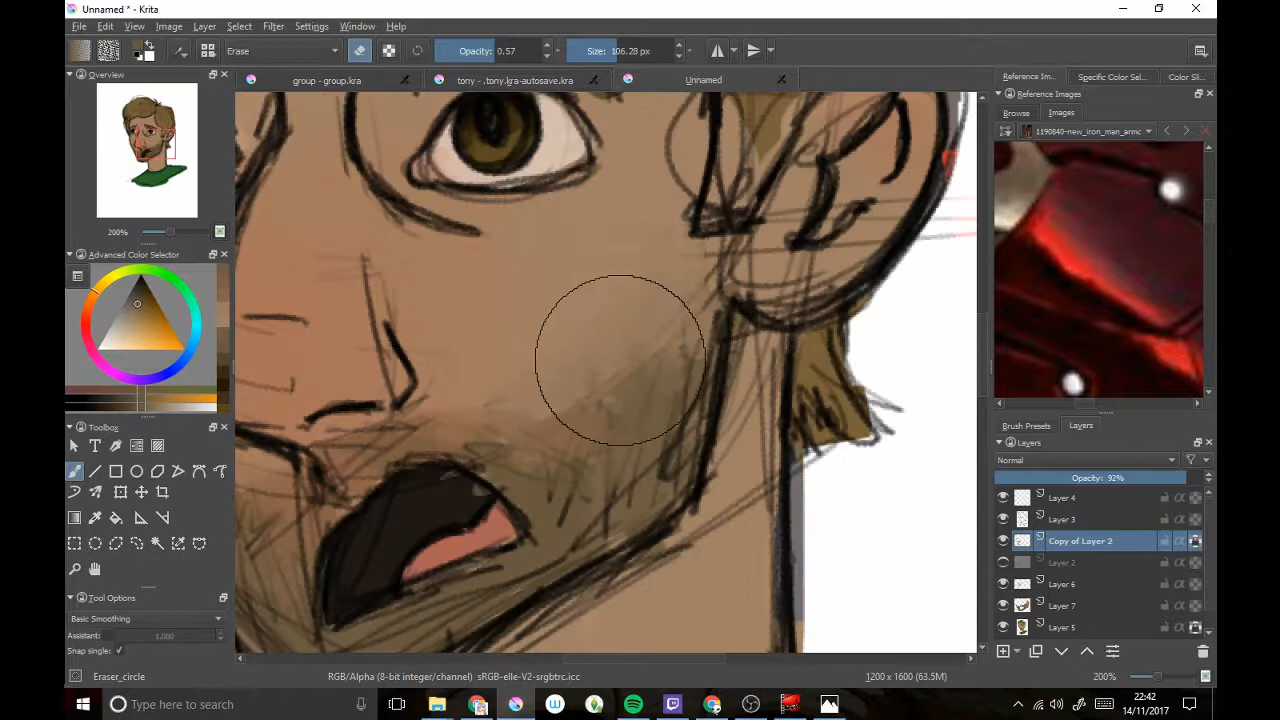 Unnamed * - Krita
File Edit View Image Layer Select Filter Settings Window Help
Erase Opacity: 0.57 Size: 106.28 px
Overview group - group.kra tony - .tony.kra-autosave.kra Unnamed Reference Im... Specific Color Sel... Color Sli...
Reference Images
Browse Images
1190840-new_iron_man_armc
200%
Advanced Color Selector
Toolbox
Brush Presets Layers
Layers
Normal
Opacity: 92%
Layer 4
Layer 3
Copy of Layer 2
Layer 2
Layer 6
Layer 7
Layer 5
Tool Options
Basic Smoothing
Assistant: 1,000
Snap single:
Eraser_circle RGB/Alpha (8-bit integer/channel) sRGB-elle-V2-srgbtrc.icc 1200 x 1600 (63.5M) 200%
Type here to search 22:42
14/11/2017